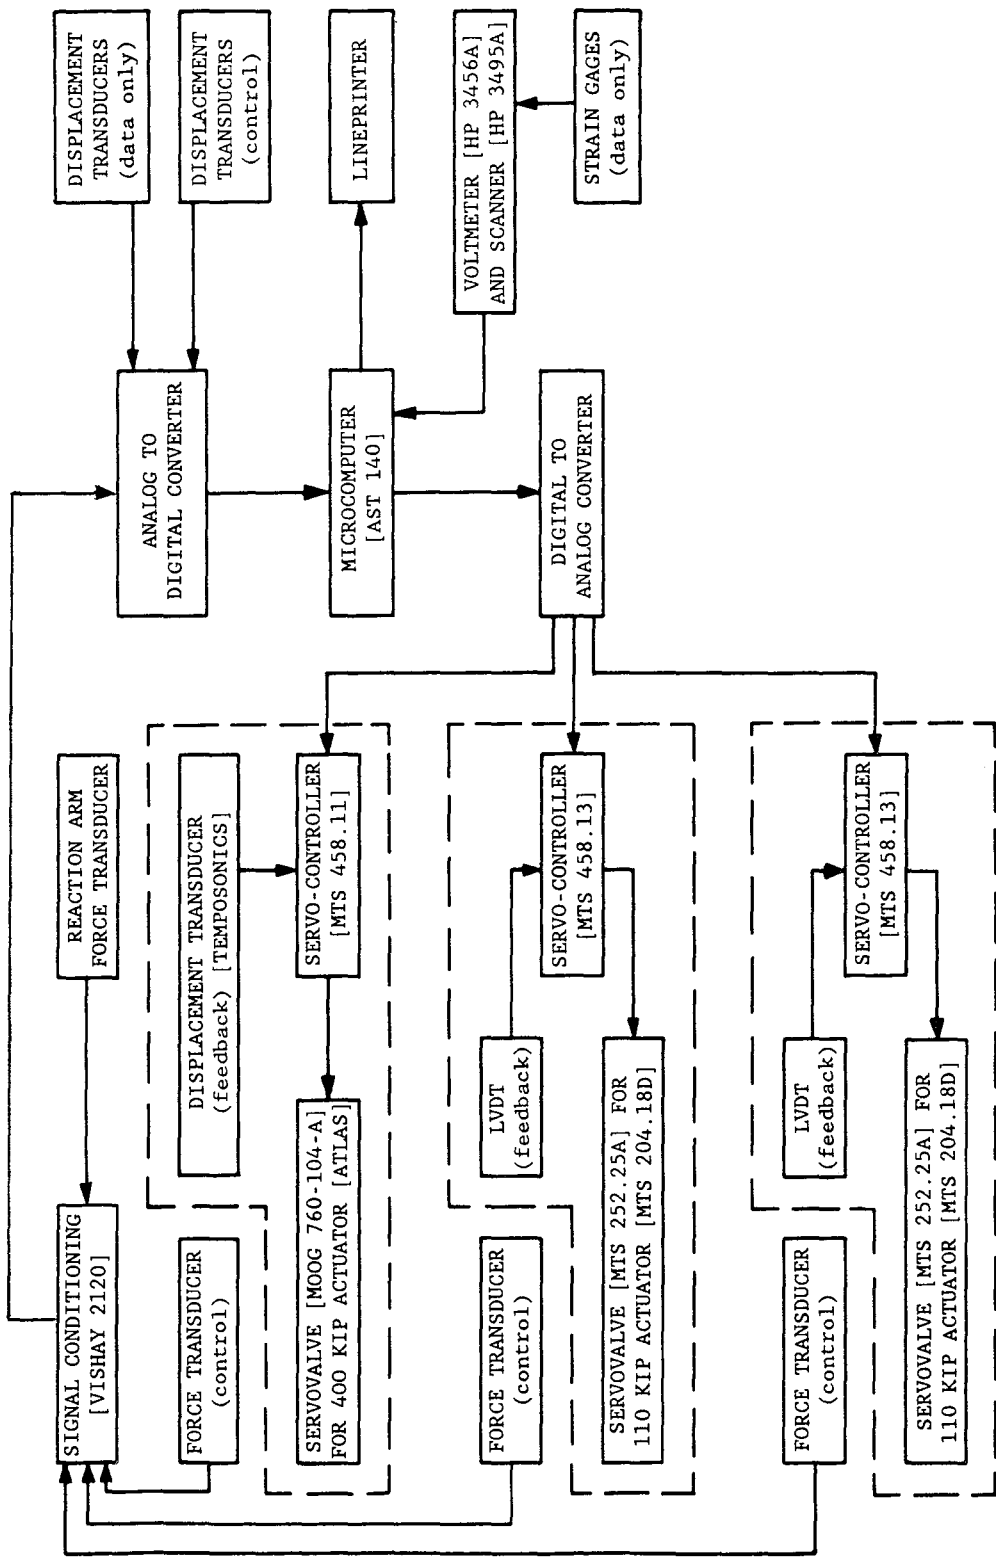 DISPLACEMENT
TRANSDUCERS
(data only)
DISPLACEMENT
TRANSDUCERS
(control)
LINEPRINTER
VOLTMETER [HP 3456A]
AND SCANNER [HP 3495A]
STRAIN GAGES
(data only)
ANALOG TO
DIGITAL CONVERTER
MICROCOMPUTER
[AST 140]
DIGITAL TO
ANALOG CONVERTER
REACTION ARM
FORCE TRANSDUCER
DISPLACEMENT TRANSDUCER
(feedback) [TEMPOSONICS]
SERVO-CONTROLLER
[MTS 458.11]
SERVO-CONTROLLER
[MTS 458.13]
SERVO-CONTROLLER
[MTS 458.13]
SIGNAL CONDITIONING
[VISHAY 2120]
FORCE TRANSDUCER
(control)
SERVOVALVE [MOOG 760-104-A]
FOR 400 KIP ACTUATOR [ATLAS]
LVDT
(feedback)
FORCE TRANSDUCER
(control)
SERVOVALVE [MTS 252.25A] FOR
110 KIP ACTUATOR [MTS 204.18D]
LVDT
(feedback)
FORCE TRANSDUCER
(control)
SERVOVALVE [MTS 252.25A] FOR
110 KIP ACTUATOR [MTS 204.18D]